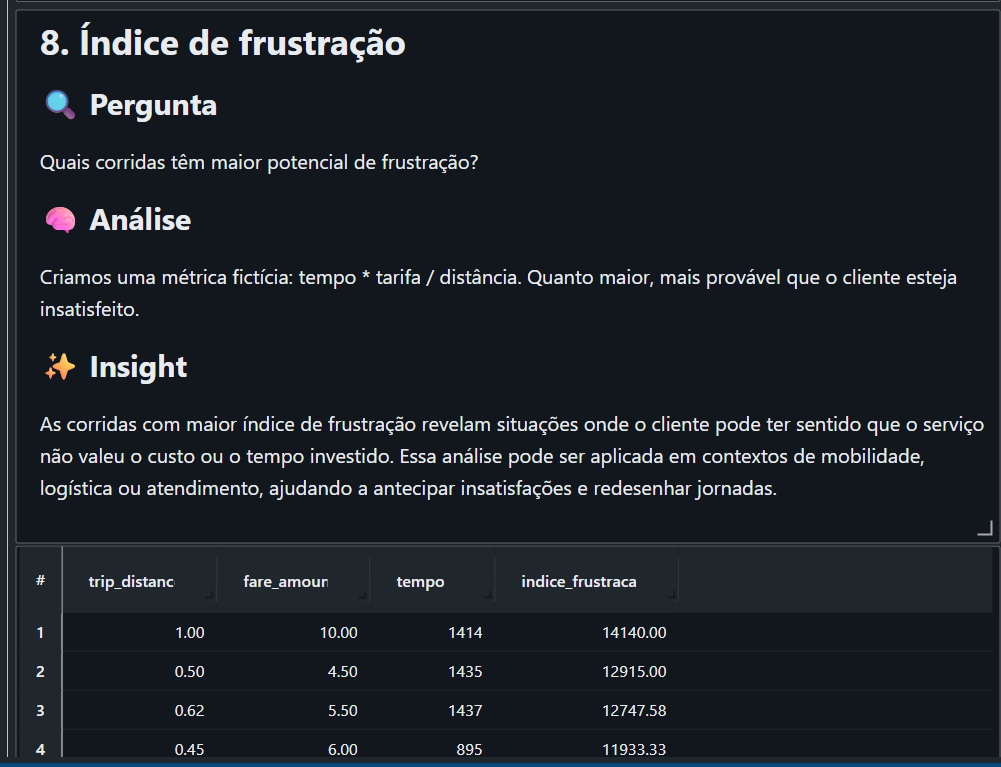 8. Índice de frustração
Pergunta
Quais corridas têm maior potencial de frustração?
Análise
Criamos uma métrica fictícia: tempo * tarifa / distância. Quanto maior, mais provável que o cliente esteja
insatisfeito.
Insight
As corridas com maior índice de frustração revelam situações onde o cliente pode ter sentido que o serviço
não valeu o custo ou o tempo investido. Essa análise pode ser aplicada em contextos de mobilidade,
logística ou atendimento, ajudando a antecipar insatisfações e redesenhar jornadas.
# trip_distanc fare_amour tempo indice_frustraca
1 1.00 10.00 1414 14140.00
2 0.50 4.50 1435 12915.00
3 0.62 5.50 1437 12747.58
4 0.45 6.00 895 11933.33